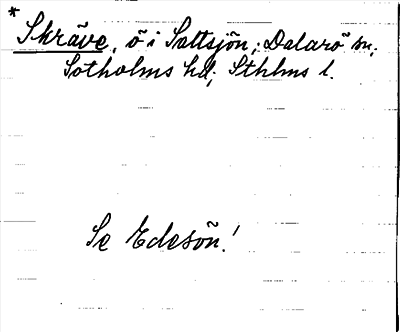 * Skräve, ö i Saltsjön; Dalarö sn;
Sotholms hd; Sthlms l.
Se Edesön!